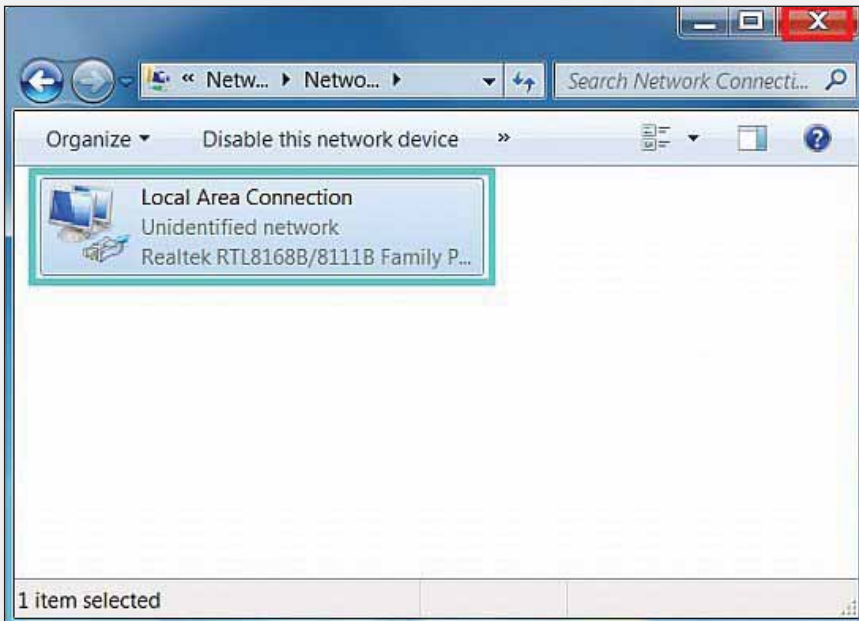 « Netw... Netwo...
Search Network Connecti...
Organize Disable this network device »
Local Area Connection
Unidentified network
Realtek RTL8168B/8111B Family P...
1 item selected